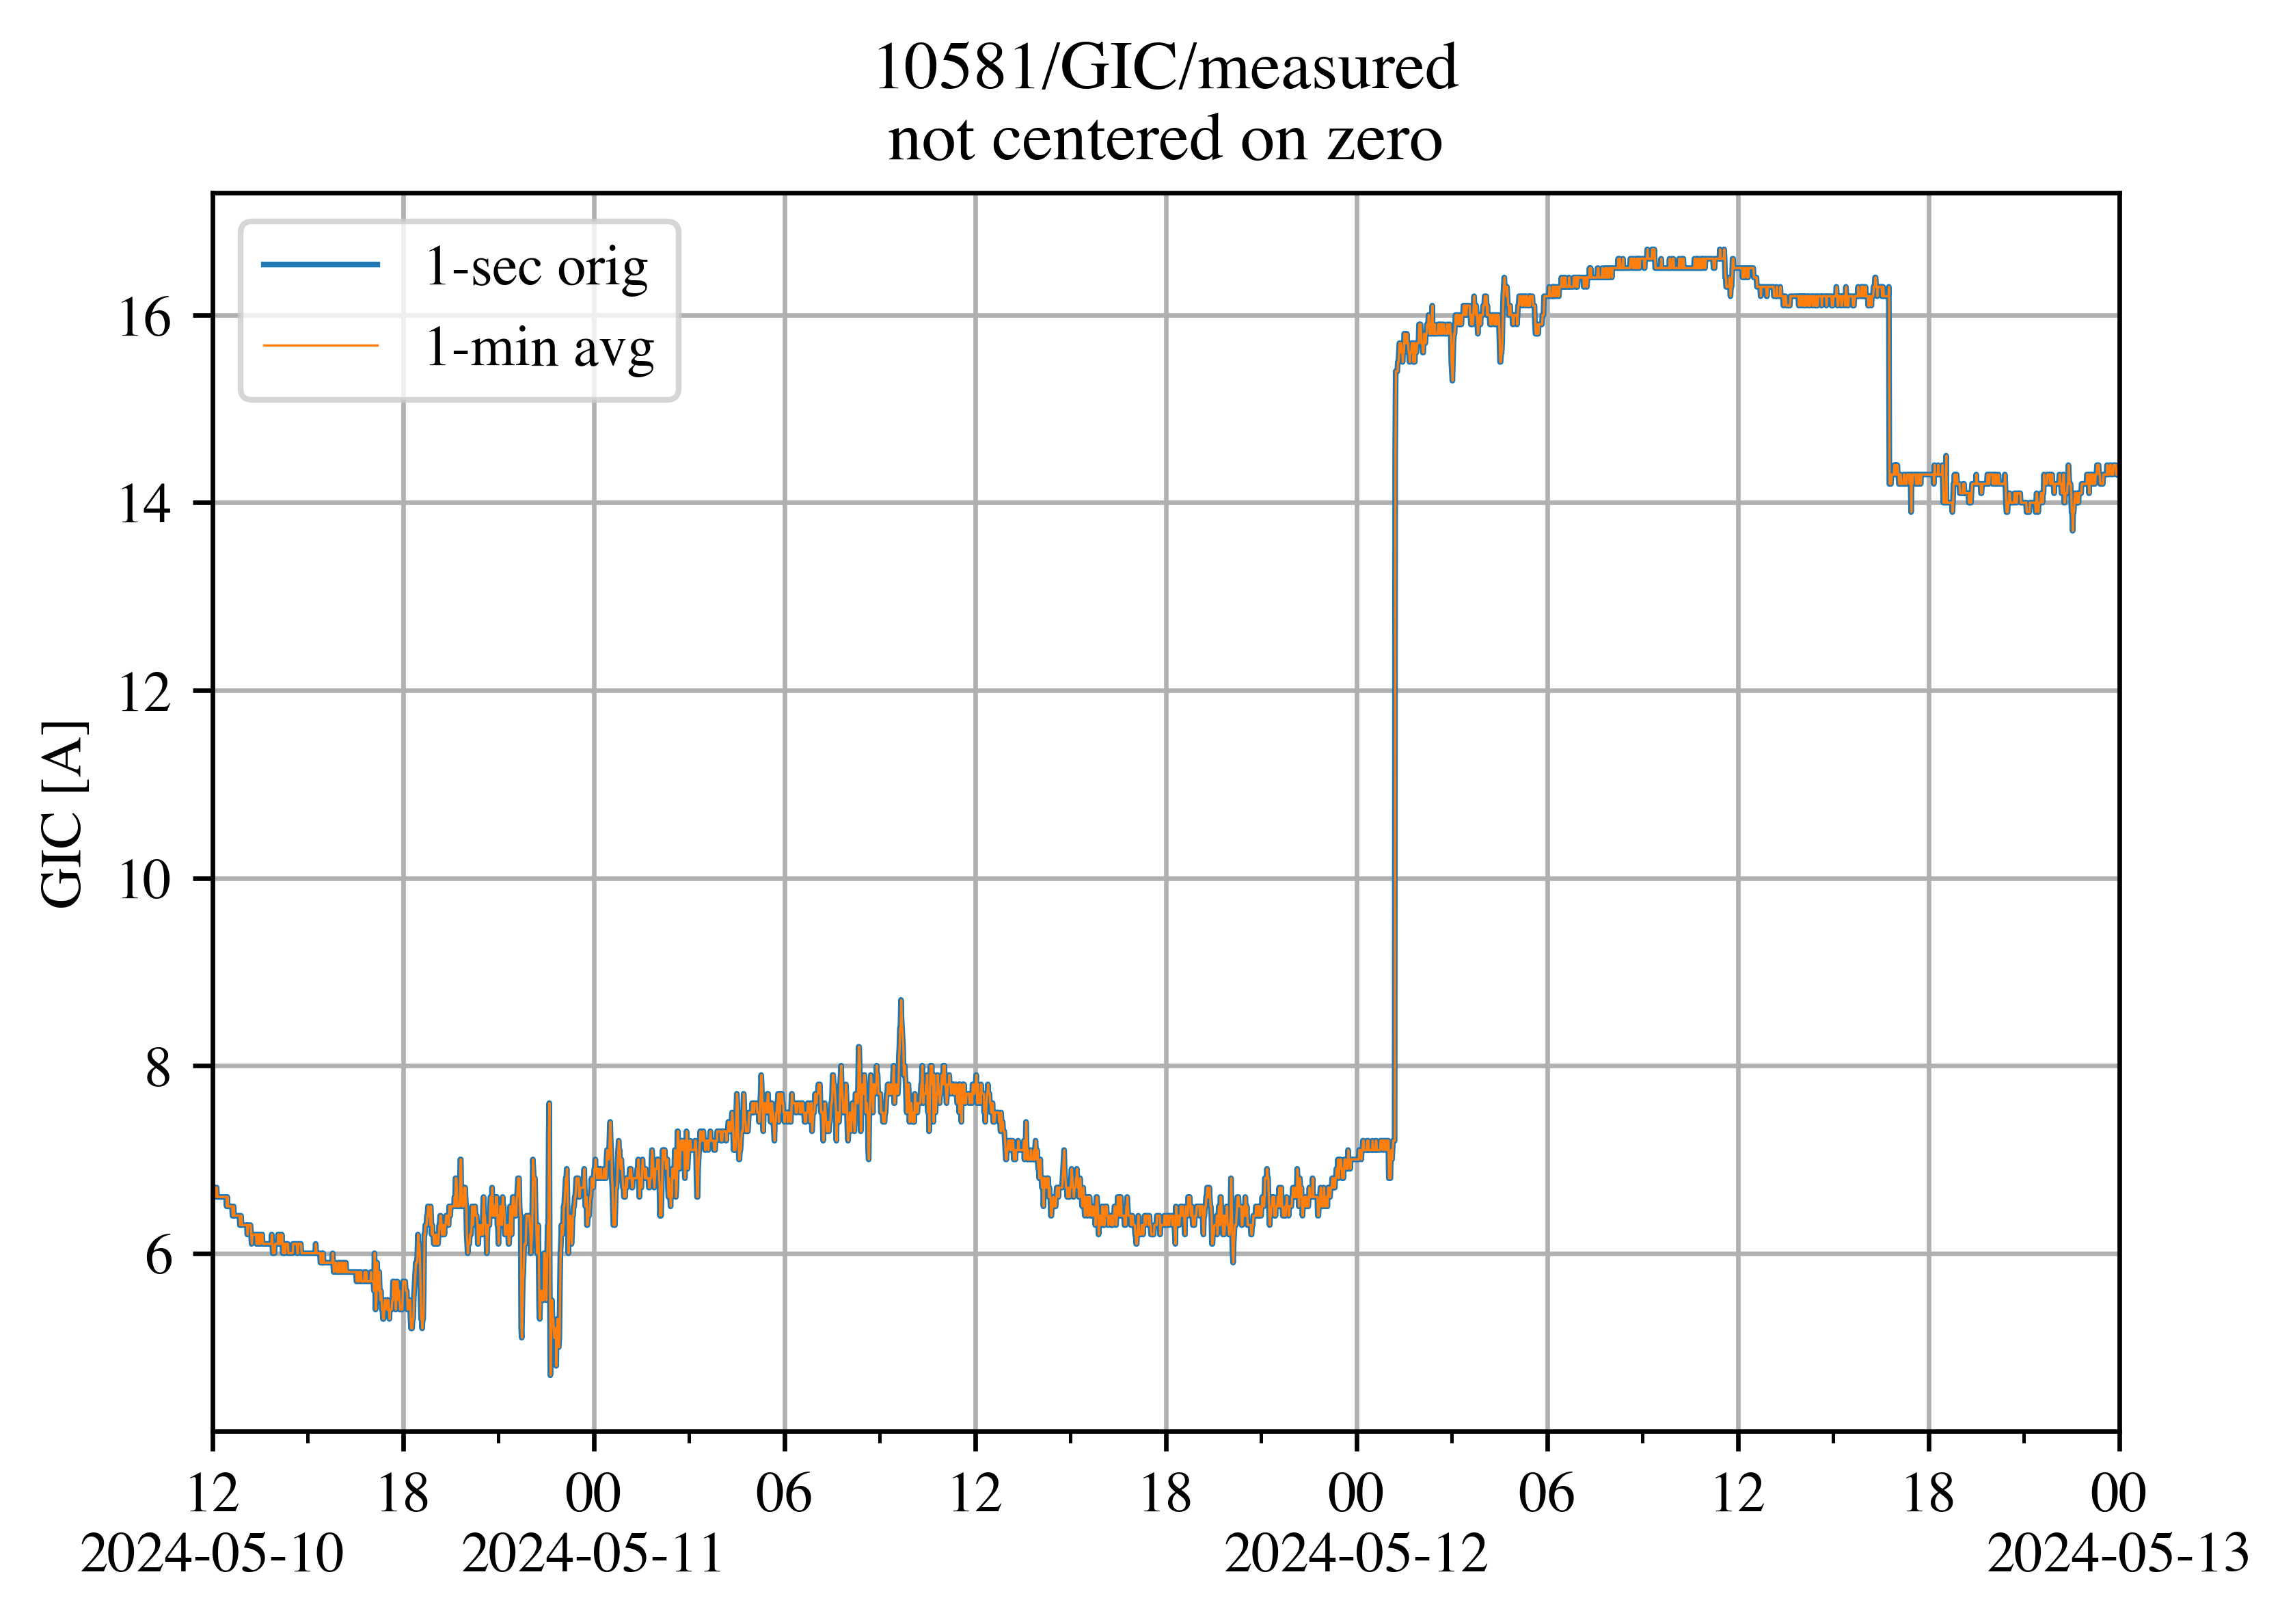 10581/GIC/measured
not centered on zero
1-sec orig
1-min avg
GIC [A]
16
14
12
10
8
6
12 18 00 06 12 18 00 06 12 18 00
2024-05-10 2024-05-11 2024-05-12 2024-05-13